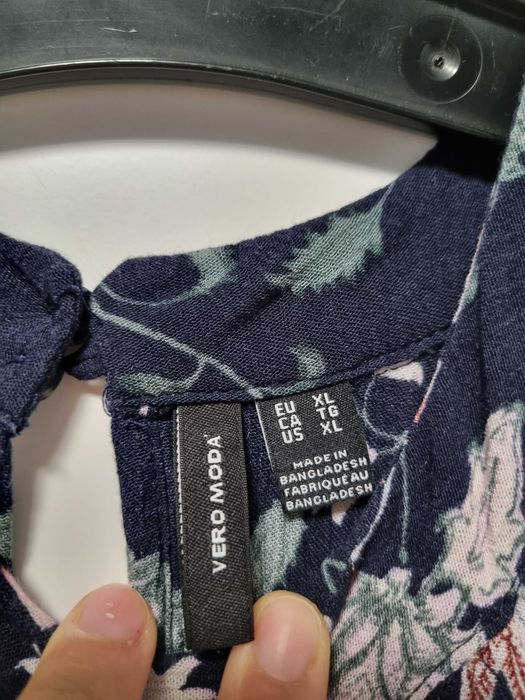 VERO MODA
EU XL
CA TG
US XL
MADE IN
BANGLADESH
FABRIQUÉ AU
BANGLADESH